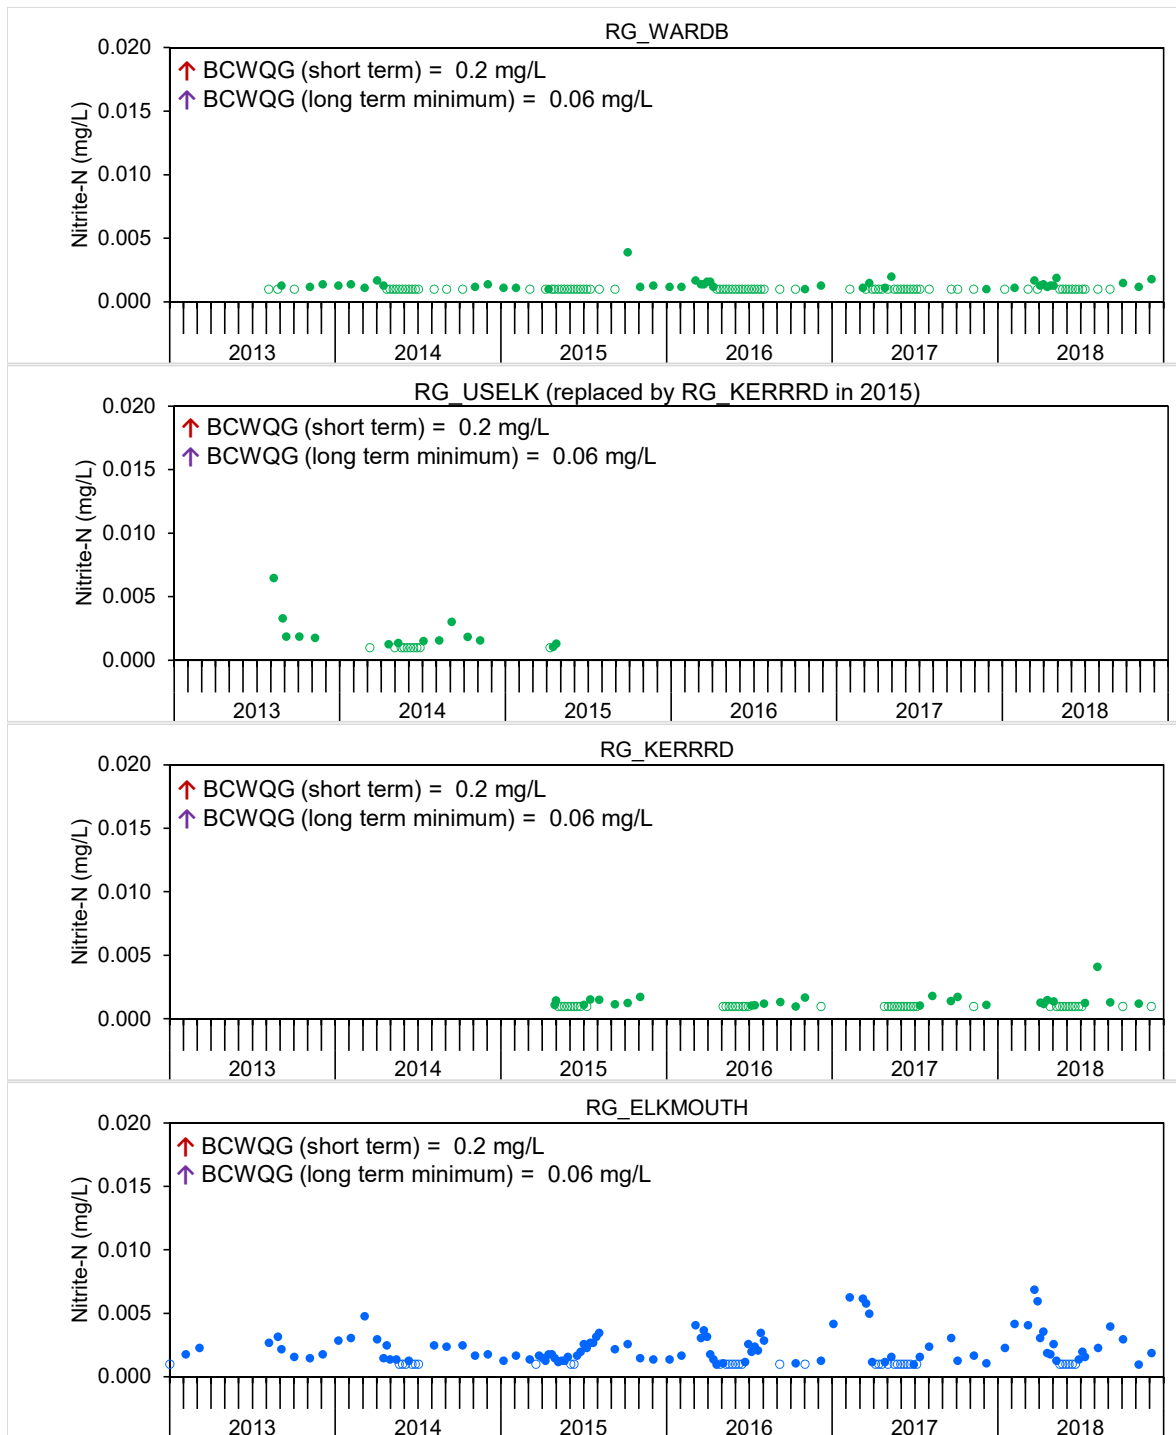 RG_WARDB
0.020
↑ BCWQG (short term) = 0.2 mg/L
↑ BCWQG (long term minimum) = 0.06 mg/L
0.015
Nitrite-N (mg/L)
0.010
0.005
0.000
2013 2014 2015 2016 2017 2018
RG_USELK (replaced by RG_KERRRD in 2015)
0.020
↑ BCWQG (short term) = 0.2 mg/L
↑ BCWQG (long term minimum) = 0.06 mg/L
0.015
Nitrite-N (mg/L)
0.010
0.005
0.000
2013 2014 2015 2016 2017 2018
RG_KERRRD
0.020
↑ BCWQG (short term) = 0.2 mg/L
↑ BCWQG (long term minimum) = 0.06 mg/L
0.015
Nitrite-N (mg/L)
0.010
0.005
0.000
2013 2014 2015 2016 2017 2018
RG_ELKMOUTH
0.020
↑ BCWQG (short term) = 0.2 mg/L
↑ BCWQG (long term minimum) = 0.06 mg/L
0.015
Nitrite-N (mg/L)
0.010
0.005
0.000
2013 2014 2015 2016 2017 2018